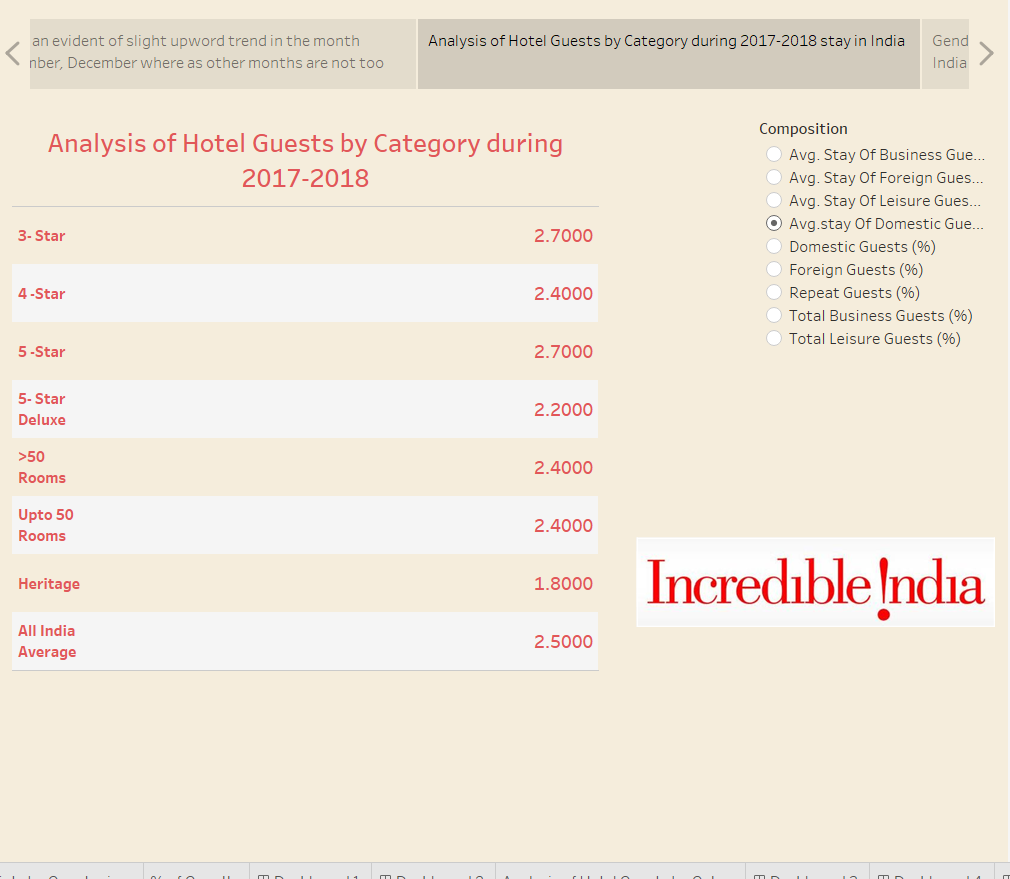 an evident of slight upword trend in the month
nber, December where as other months are not too
Analysis of Hotel Guests by Category during 2017-2018 stay in India
Gend
India
Analysis of Hotel Guests by Category during
2017-2018
3- Star 2.7000
4 -Star 2.4000
5 -Star 2.7000
5- Star
Deluxe 2.2000
>50
Rooms 2.4000
Upto 50
Rooms 2.4000
Heritage 1.8000
All India
Average 2.5000
Composition
Avg. Stay Of Business Gue...
Avg. Stay Of Foreign Gues...
Avg. Stay Of Leisure Gues...
Avg.stay Of Domestic Gue...
Domestic Guests (%)
Foreign Guests (%)
Repeat Guests (%)
Total Business Guests (%)
Total Leisure Guests (%)
Incredible !ndia